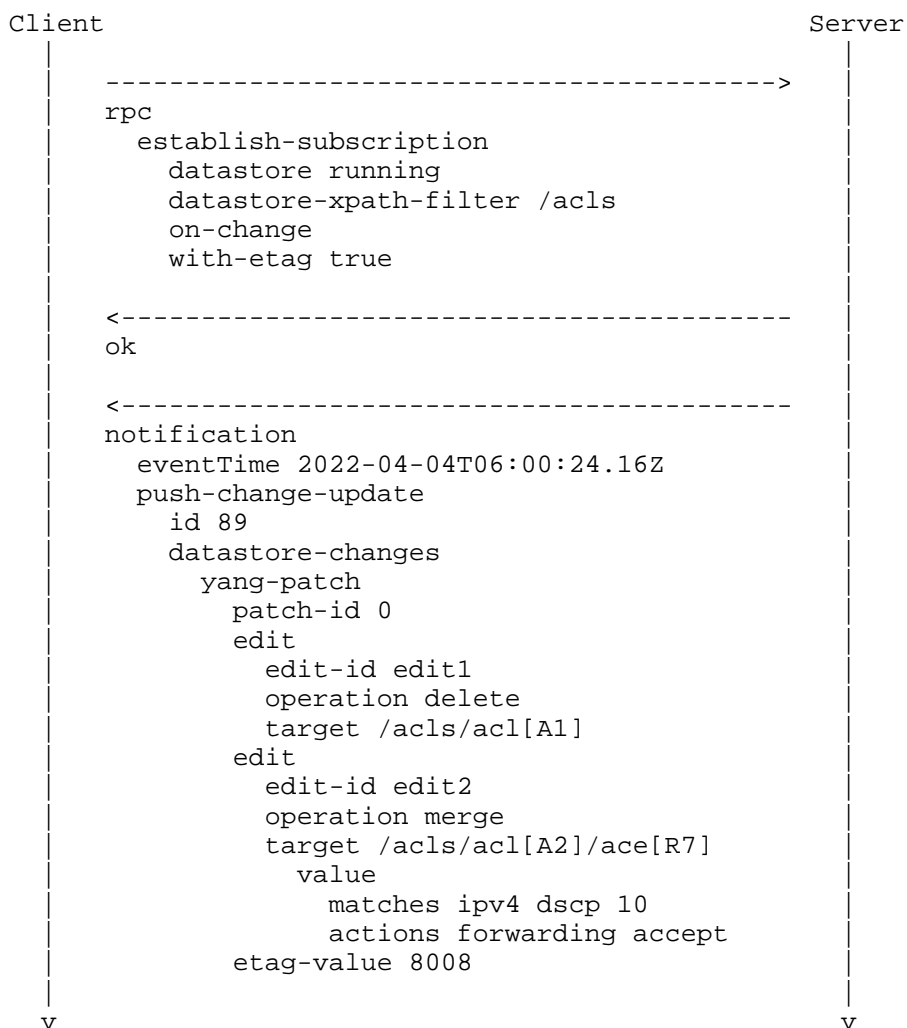 Client Server
---------------------------------------->
rpc
establish-subscription
datastore running
datastore-xpath-filter /acls
on-change
with-etag true
<-----------------------------------------
ok
<-----------------------------------------
notification
eventTime 2022-04-04T06:00:24.16Z
push-change-update
id 89
datastore-changes
yang-patch
patch-id 0
edit
edit-id edit1
operation delete
target /acls/acl[A1]
edit
edit-id edit2
operation merge
target /acls/acl[A2]/ace[R7]
value
matches ipv4 dscp 10
actions forwarding accept
etag-value 8008
v v